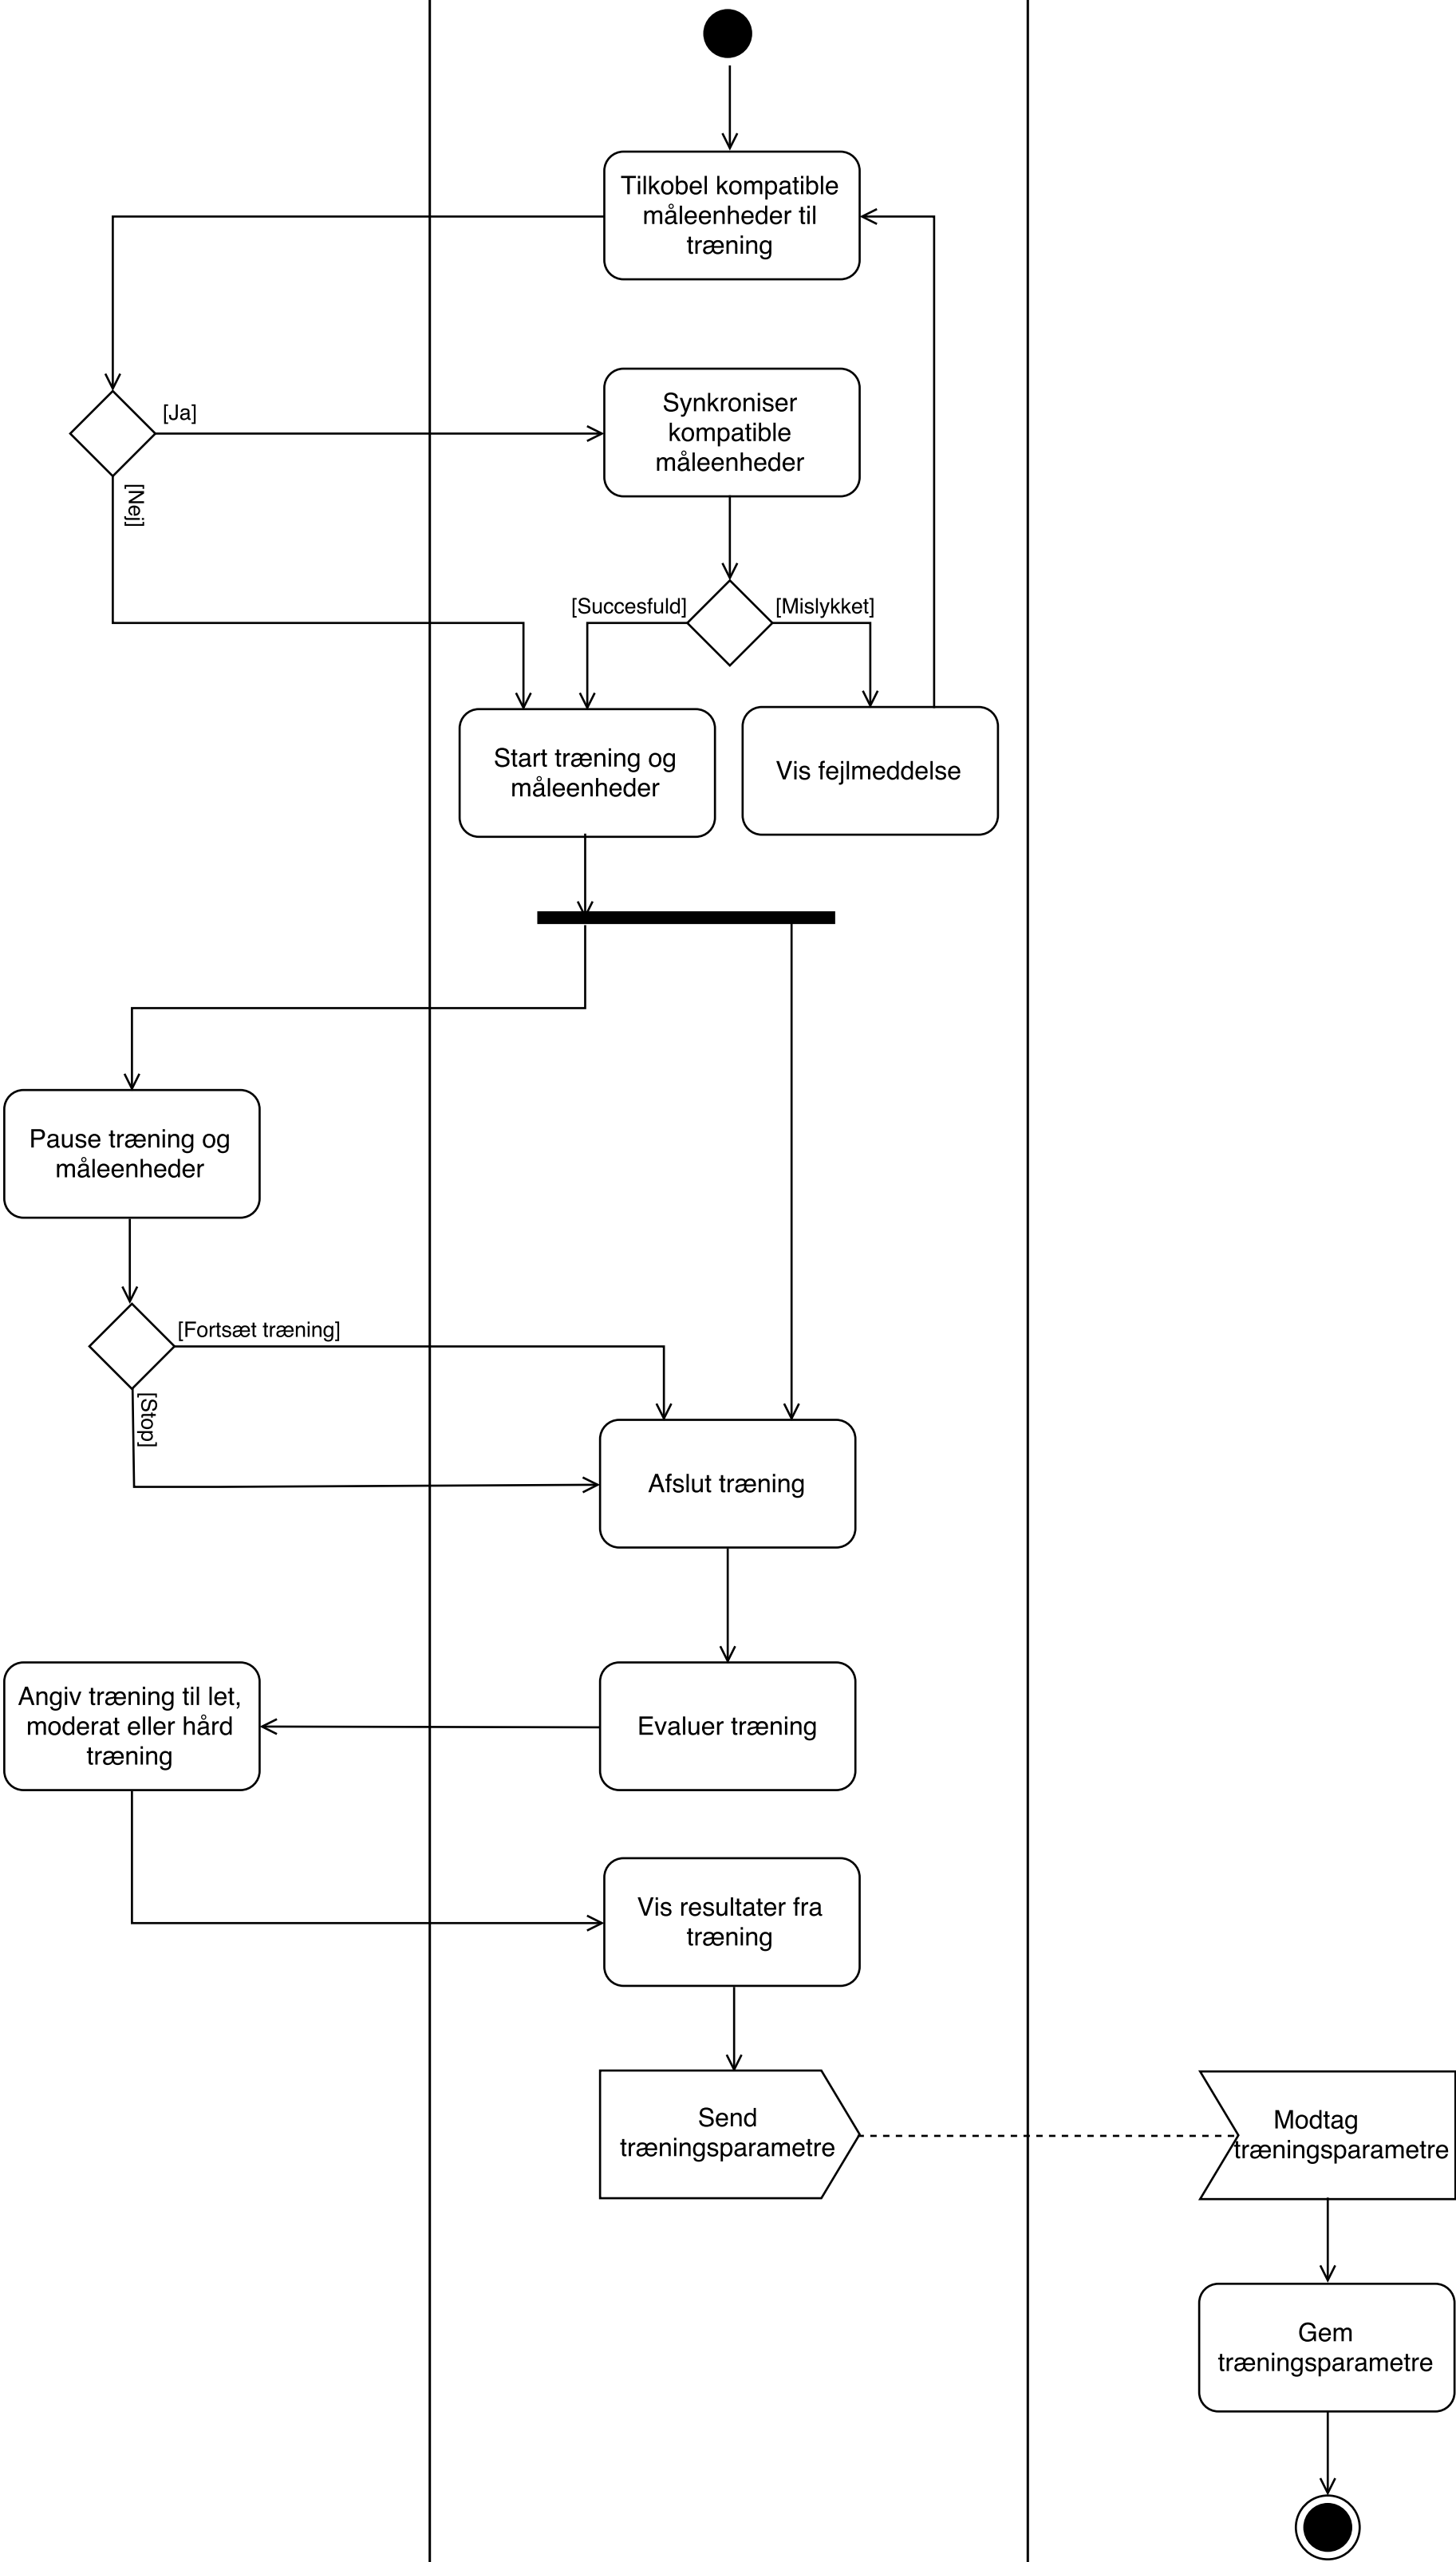 Tilkobel kompatible
måleenheder til
træning
[Ja]
Synkroniser
kompatible
måleenheder
[Nej]
[Succesfuld]
[Mislykket]
Start træning og
måleenheder
Vis fejlmeddelse
Pause træning og
måleenheder
[Fortsæt træning]
[Stop]
Afslut træning
Angiv træning til let,
moderat eller hård
træning
Evaluer træning
Vis resultater fra
træning
Send
træningsparametre
Modtag
træningsparametre
Gem
træningsparametre